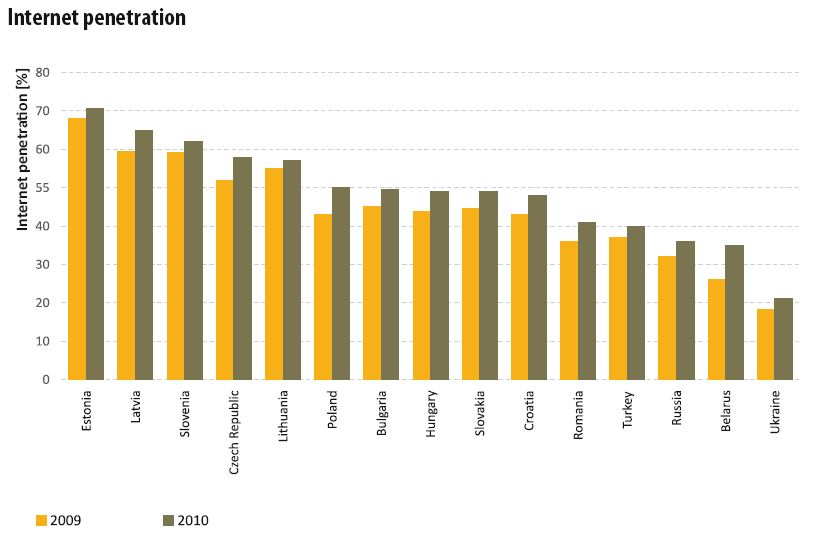 Internet penetration
Internet penetration [%]
80
70
60
55
40
30
20
10
0
Estonia
Latvia
Slovenia
Czech Republic
Lithuania
Poland
Bulgaria
Hungary
Slovakia
Croatia
Romania
Turkey
Russia
Belarus
Ukraine
2009
2010